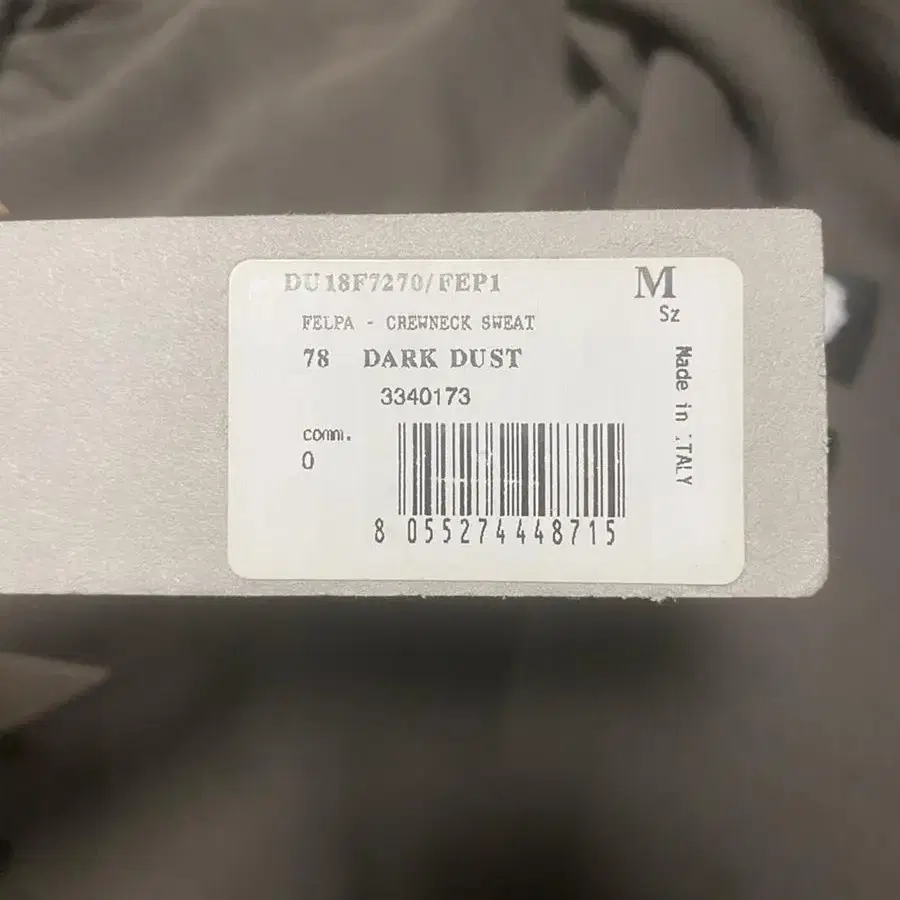 DU18F7270/FEP1
M
Sz
FELPA - CREWNECK SWEAT
78 DARK DUST
3340173
comm.
0
8 055274448715
Made in ITALY